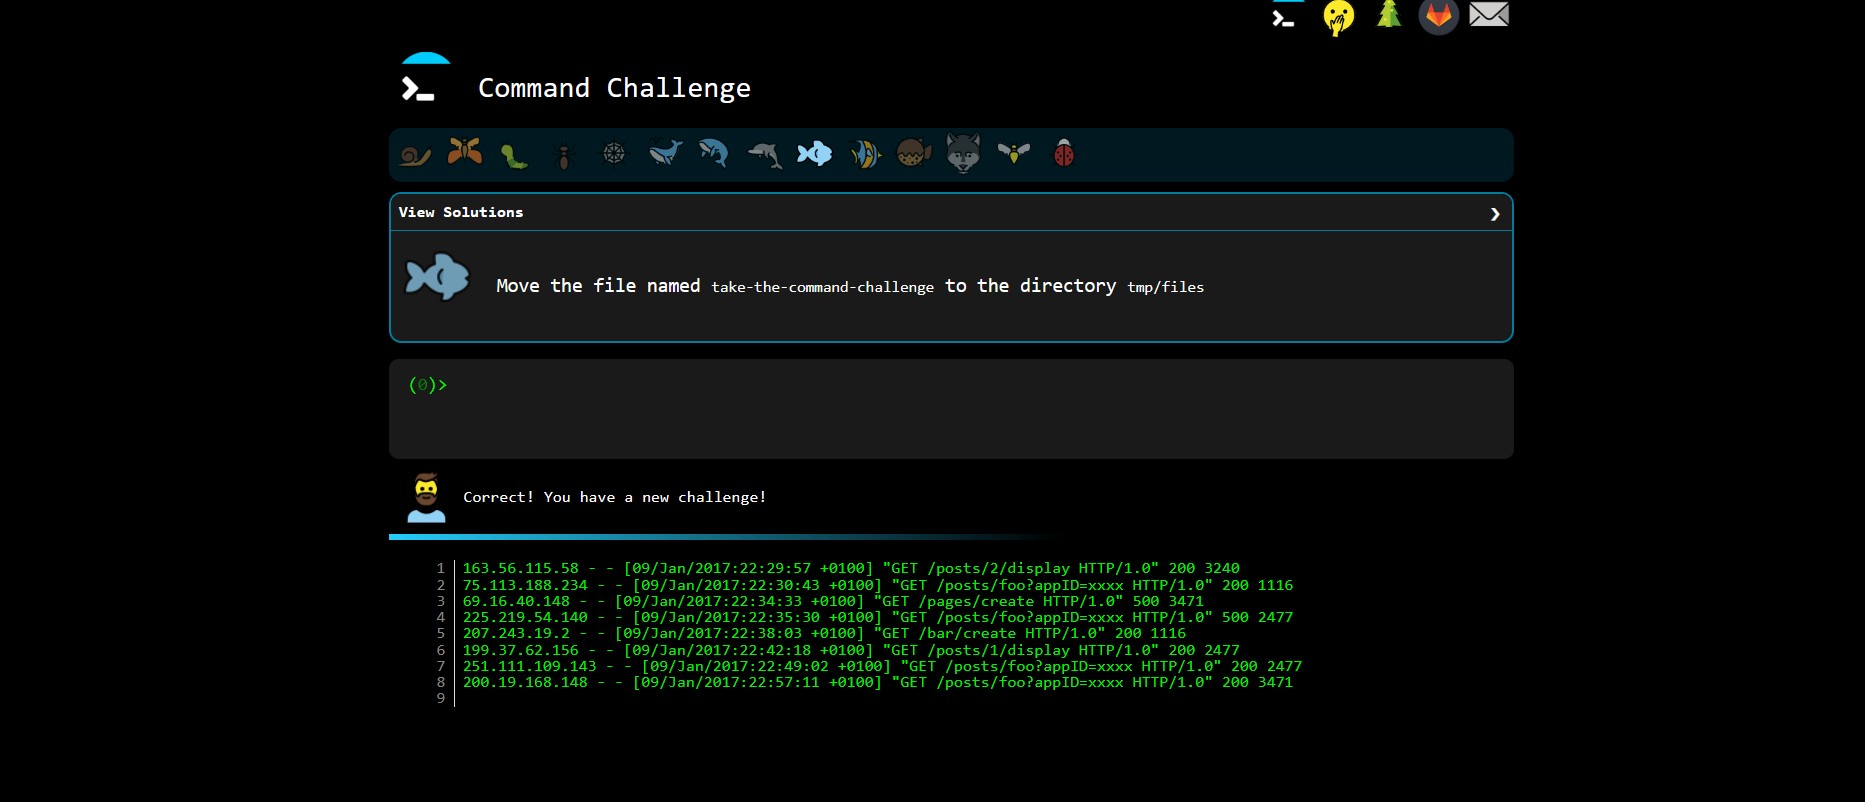 Command Challenge
View Solutions
Move the file named take-the-command-challenge to the directory tmp/files
(0)>
Correct! You have a new challenge!
1 163.56.115.58 - - [09/Jan/2017:22:29:57 +0100] "GET /posts/2/display HTTP/1.0" 200 3240
2 75.113.188.234 - - [09/Jan/2017:22:30:43 +0100] "GET /posts/foo?appID=xxxx HTTP/1.0" 200 1116
3 69.16.40.148 - - [09/Jan/2017:22:34:33 +0100] "GET /pages/create HTTP/1.0" 500 3471
4 225.219.54.140 - - [09/Jan/2017:22:35:30 +0100] "GET /posts/foo?appID=xxxx HTTP/1.0" 500 2477
5 207.243.19.2 - - [09/Jan/2017:22:38:03 +0100] "GET /bar/create HTTP/1.0" 200 1116
6 199.37.62.156 - - [09/Jan/2017:22:42:18 +0100] "GET /posts/1/display HTTP/1.0" 200 2477
7 251.111.109.143 - - [09/Jan/2017:22:49:02 +0100] "GET /posts/foo?appID=xxxx HTTP/1.0" 200 2477
8 200.19.168.148 - - [09/Jan/2017:22:57:11 +0100] "GET /posts/foo?appID=xxxx HTTP/1.0" 200 3471
9